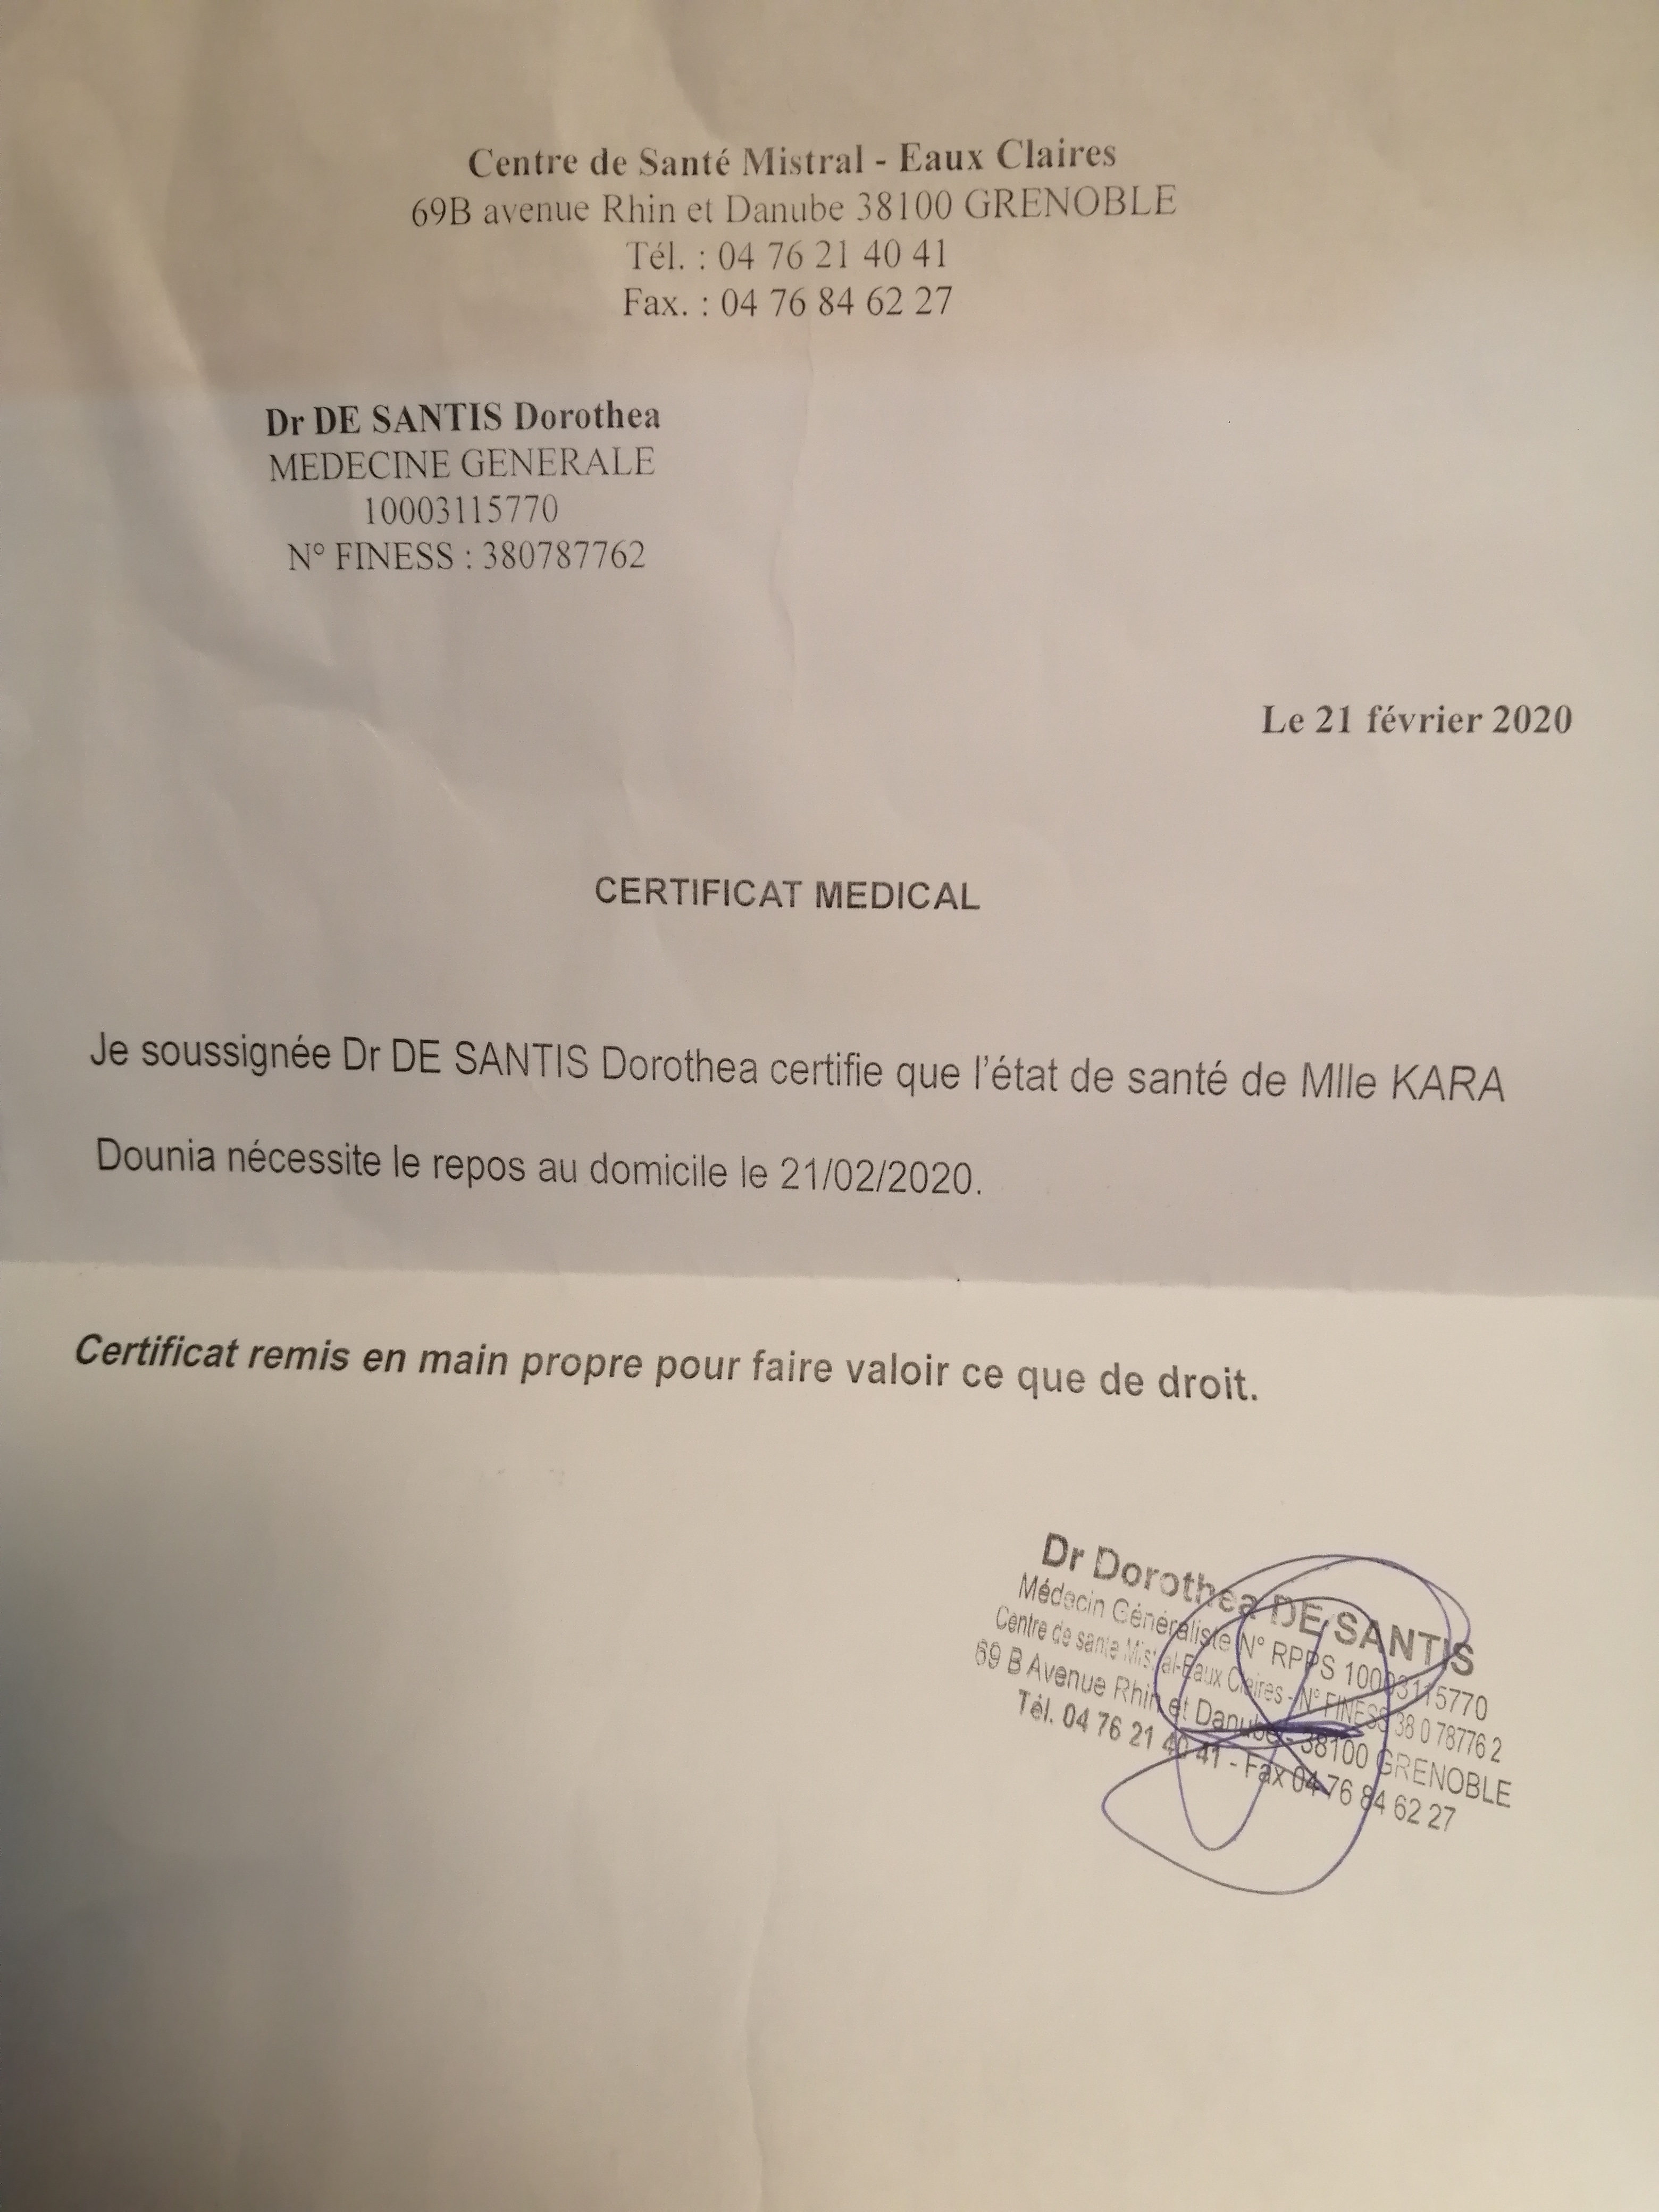 Centre de Santé Mistral - Eaux Claires
69B avenue Rhin et Danube 38100 GRENOBLE
Tél. : 04 76 21 40 41
Fax. : 04 76 84 62 27
Dr DE SANTIS Dorothea
MEDECINE GENERALE
10003115770
N° FINESS : 380787762
Le 21 février 2020
CERTIFICAT MEDICAL
Je soussignée Dr DE SANTIS Dorothea certifie que l'état de santé de Mlle KARA
Dounia nécessite le repos au domicile le 21/02/2020.
Certificat remis en main propre pour faire valoir ce que de droit.
Dr Dorothea DE SANTIS
Médecin Généraliste N° RPPS 10003115770
Centre de santé Mistral-Eaux Claires - N° FINESS 38 0 78776 2
69 B Avenue Rhin et Danube - 38100 GRENOBLE
Tél. 04 76 21 40 41 - Fax 04 76 84 62 27